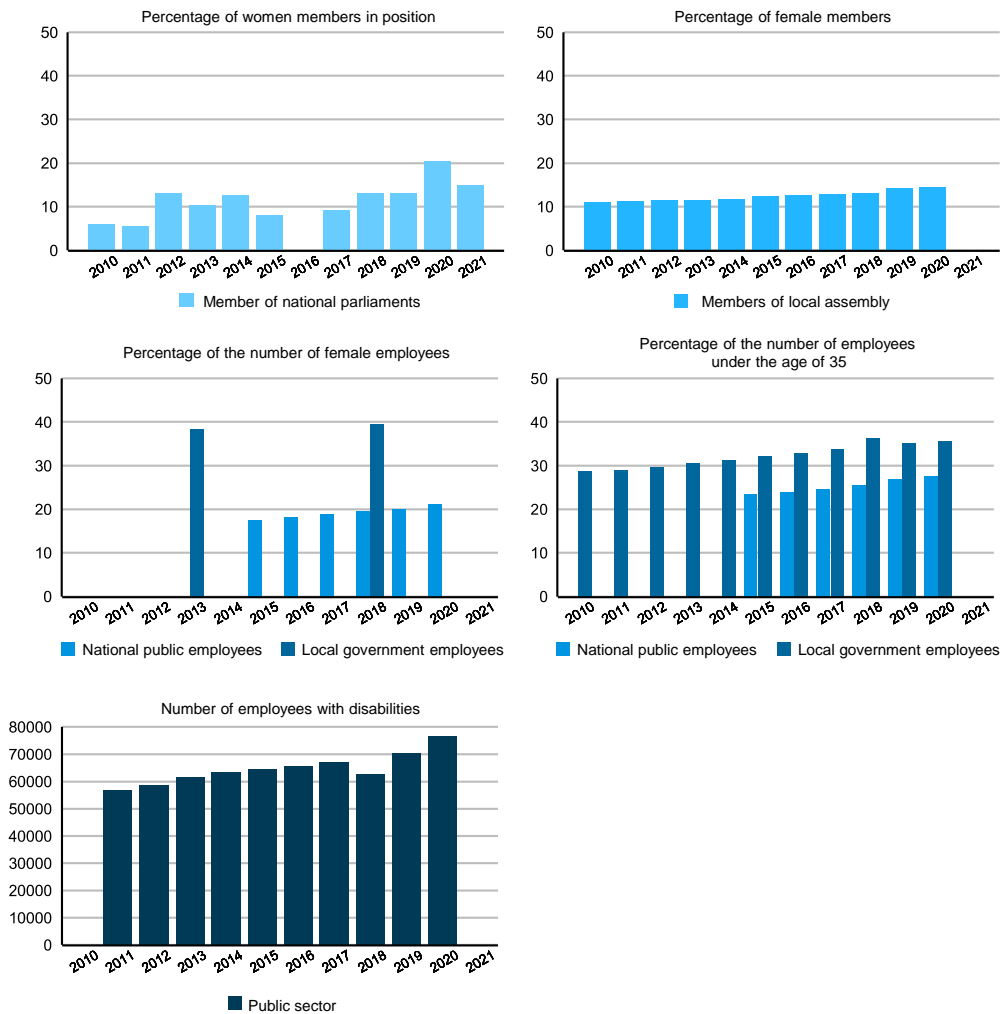 Percentage of women members in position
50
40
30
20
10
0
2010 2011 2012 2013 2014 2015 2016 2017 2018 2019 2020 2021
Member of national parliaments
Percentage of female members
50
40
30
20
10
0
2010 2011 2012 2013 2014 2015 2016 2017 2018 2019 2020 2021
Members of local assembly
Percentage of the number of female employees
50
40
30
20
10
0
2010 2011 2012 2013 2014 2015 2016 2017 2018 2019 2020 2021
National public employees Local government employees
Percentage of the number of employees
under the age of 35
50
40
30
20
10
0
2010 2011 2012 2013 2014 2015 2016 2017 2018 2019 2020 2021
National public employees Local government employees
Number of employees with disabilities
80000
70000
60000
50000
40000
30000
20000
10000
0
2010 2011 2012 2013 2014 2015 2016 2017 2018 2019 2020 2021
Public sector